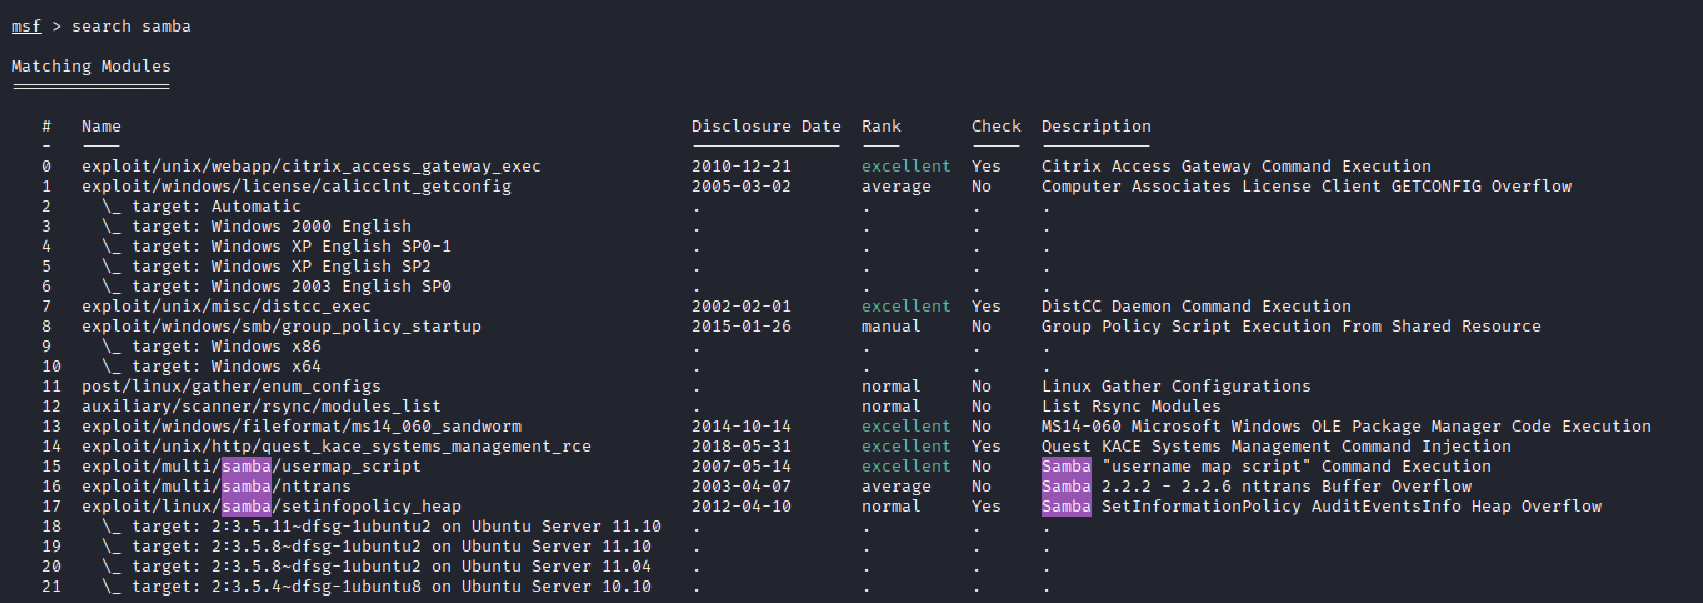 msf > search samba
Matching Modules
================
#   Name   Disclosure Date   Rank   Check   Description
-   ----   ---------------   ----   -----   -----------
0   exploit/unix/webapp/citrix_access_gateway_exec   2010-12-21   excellent   Yes   Citrix Access Gateway Command Execution
1   exploit/windows/license/calicclnt_getconfig   2005-03-02   average   No   Computer Associates License Client GETCONFIG Overflow
2     \_ target: Automatic   .   .   .   .
3     \_ target: Windows 2000 English   .   .   .   .
4     \_ target: Windows XP English SP0-1   .   .   .   .
5     \_ target: Windows XP English SP2   .   .   .   .
6     \_ target: Windows 2003 English SP0   .   .   .   .
7   exploit/unix/misc/distcc_exec   2002-02-01   excellent   Yes   DistCC Daemon Command Execution
8   exploit/windows/smb/group_policy_startup   2015-01-26   manual   No   Group Policy Script Execution From Shared Resource
9     \_ target: Windows x86   .   .   .   .
10     \_ target: Windows x64   .   .   .   .
11   post/linux/gather/enum_configs   .   normal   No   Linux Gather Configurations
12   auxiliary/scanner/rsync/modules_list   .   normal   No   List Rsync Modules
13   exploit/windows/fileformat/ms14_060_sandworm   2014-10-14   excellent   No   MS14-060 Microsoft Windows OLE Package Manager Code Execution
14   exploit/unix/http/quest_kace_systems_management_rce   2018-05-31   excellent   Yes   Quest KACE Systems Management Command Injection
15   exploit/multi/samba/usermap_script   2007-05-14   excellent   No   Samba "username map script" Command Execution
16   exploit/multi/samba/nttrans   2003-04-07   average   No   Samba 2.2.2 - 2.2.6 nttrans Buffer Overflow
17   exploit/linux/samba/setinfopolicy_heap   2012-04-10   normal   Yes   Samba SetInformationPolicy AuditEventsInfo Heap Overflow
18     \_ target: 2:3.5.11~dfsg-1ubuntu2 on Ubuntu Server 11.10   .   .   .   .
19     \_ target: 2:3.5.8~dfsg-1ubuntu2 on Ubuntu Server 11.10   .   .   .   .
20     \_ target: 2:3.5.8~dfsg-1ubuntu2 on Ubuntu Server 11.04   .   .   .   .
21     \_ target: 2:3.5.4~dfsg-1ubuntu8 on Ubuntu Server 10.10   .   .   .   .